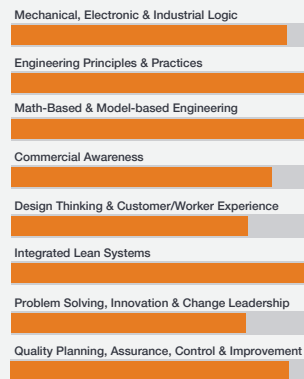 Mechanical, Electronic & Industrial Logic
Engineering Principles & Practices
Math-Based & Model-based Engineering
Commercial Awareness
Design Thinking & Customer/Worker Experience
Integrated Lean Systems
Problem Solving, Innovation & Change Leadership
Quality Planning, Assurance, Control & Improvement